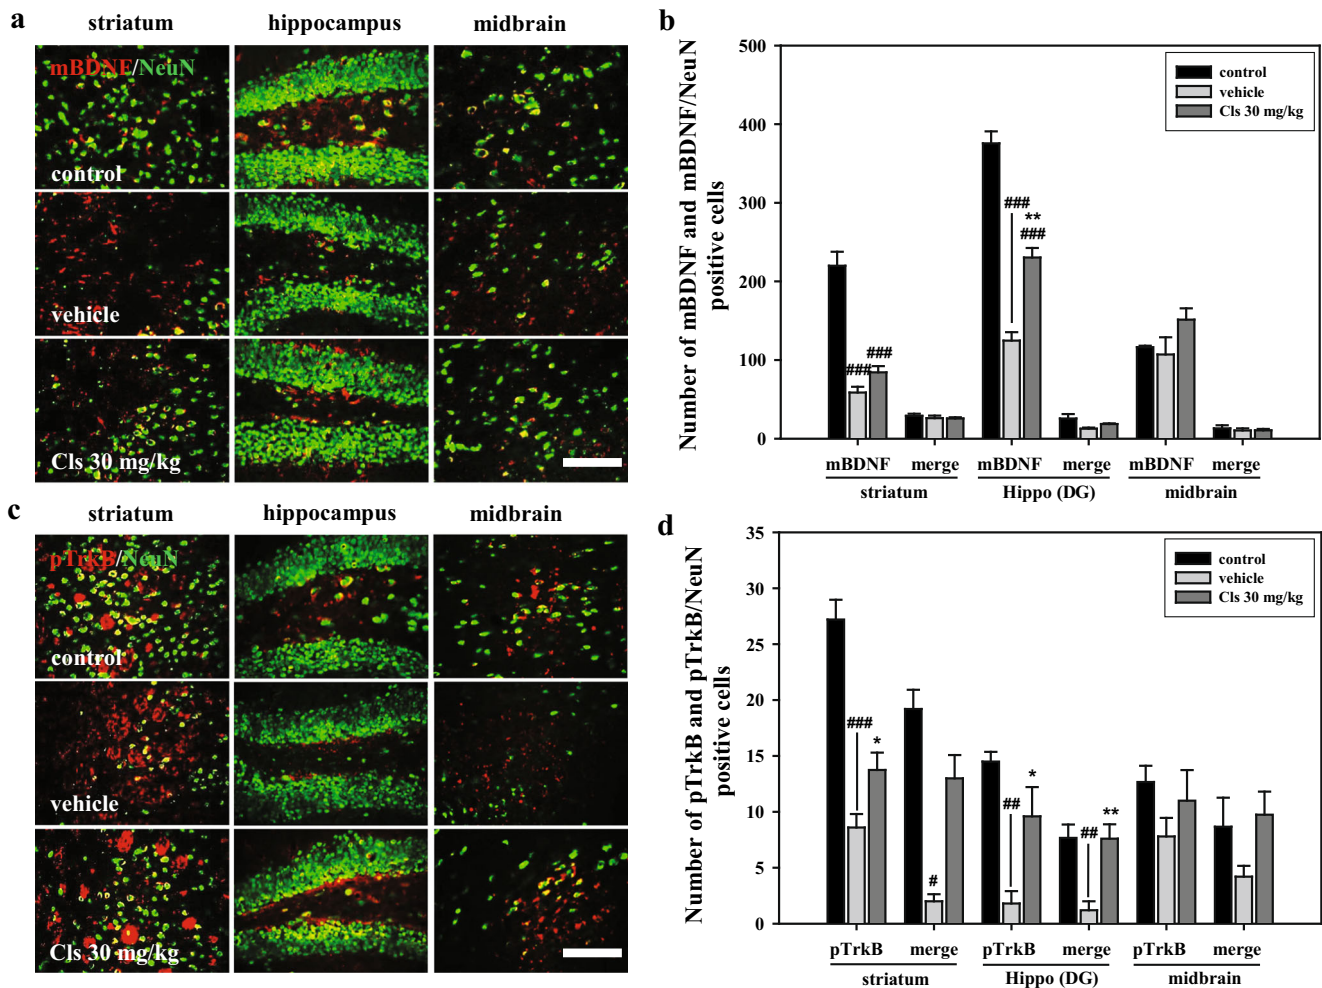 a
striatum hippocampus midbrain
mBDNF/NeuN
control
vehicle
Cls 30 mg/kg
b
Number of mBDNF and mBDNF/NeuN
positive cells
500
400
300
200
100
0
control
vehicle
Cls 30 mg/kg
###
###
###
**
###
mBDNF merge mBDNF merge mBDNF merge
striatum Hippo (DG) midbrain
c
striatum hippocampus midbrain
pTrkB/NeuN
control
vehicle
Cls 30 mg/kg
d
Number of pTrkB and pTrkB/NeuN
positive cells
35
30
25
20
15
10
5
0
control
vehicle
Cls 30 mg/kg
###
*
#
##
*
##
**
pTrkB merge pTrkB merge pTrkB merge
striatum Hippo (DG) midbrain